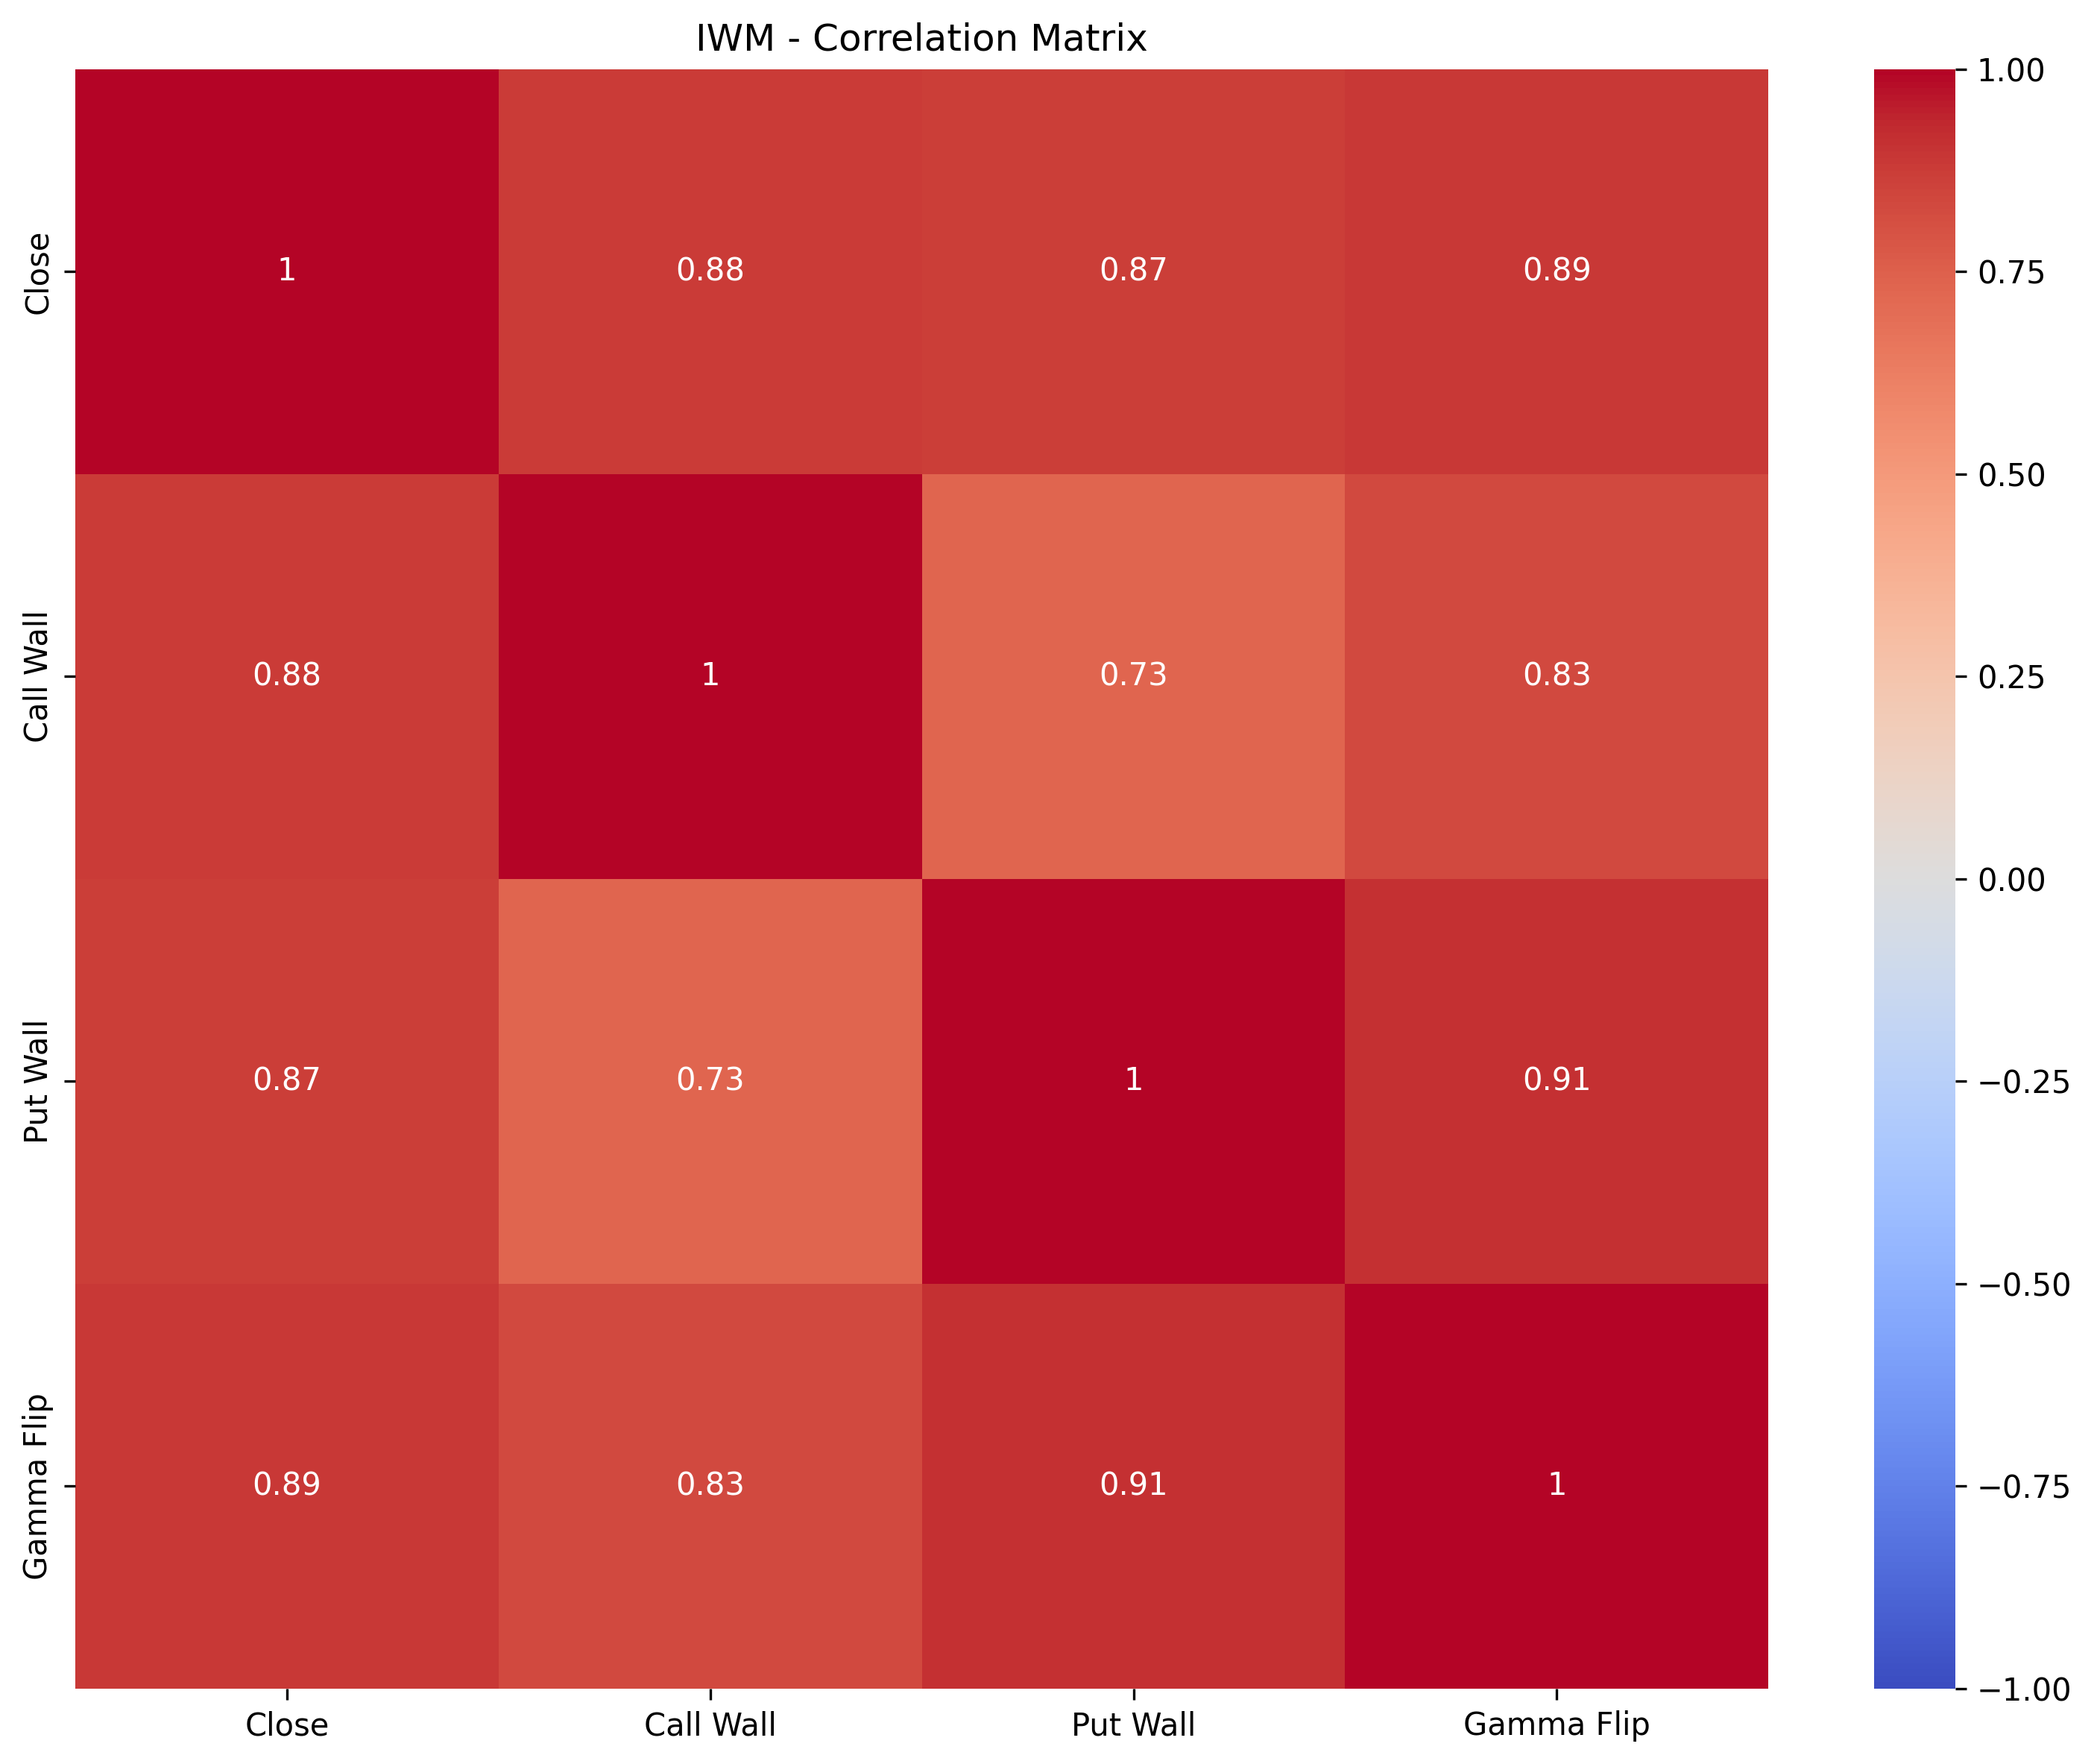 IWM - Correlation Matrix
Close 1 0.88 0.87 0.89
Call Wall 0.88 1 0.73 0.83
Put Wall 0.87 0.73 1 0.91
Gamma Flip 0.89 0.83 0.91 1
Close Call Wall Put Wall Gamma Flip
1.00
0.75
0.50
0.25
0.00
−0.25
−0.50
−0.75
−1.00